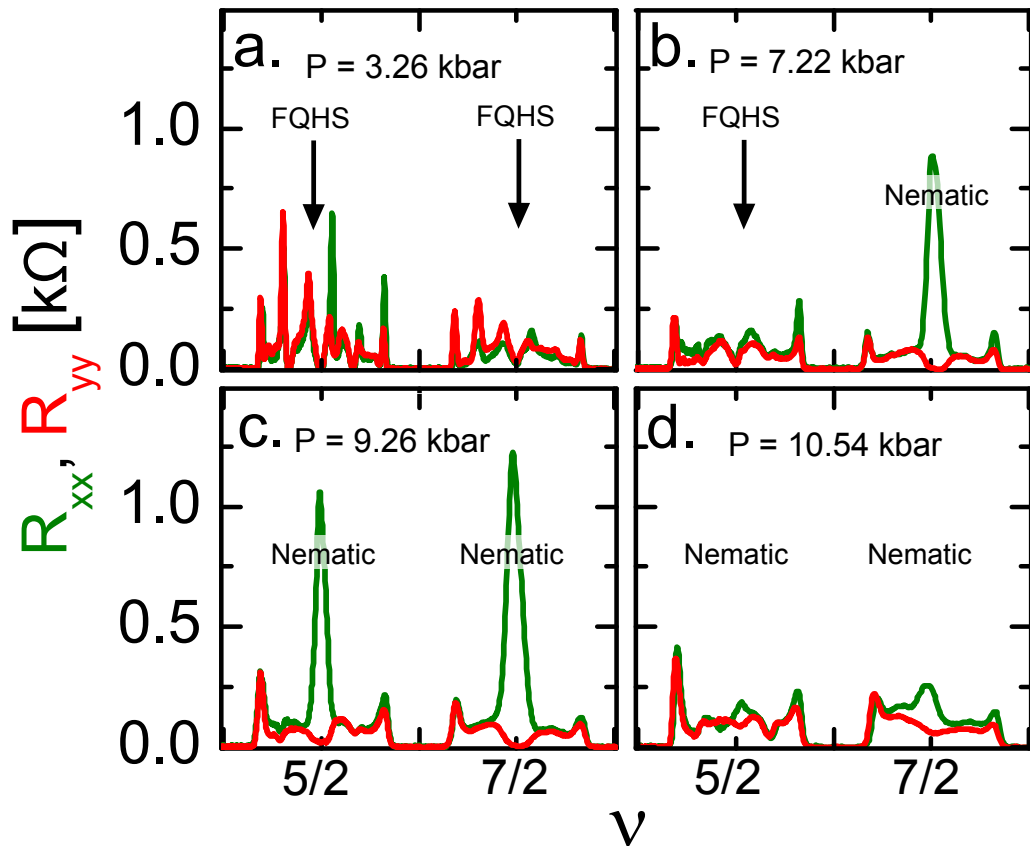 a.
P = 3.26 kbar
FQHS
FQHS
b.
P = 7.22 kbar
FQHS
Nematic
1.0
0.5
0.0
R_xx, R_yy [kΩ]
c.
P = 9.26 kbar
Nematic
Nematic
d.
P = 10.54 kbar
Nematic
Nematic
1.0
0.5
0.0
5/2
7/2
5/2
7/2
ν